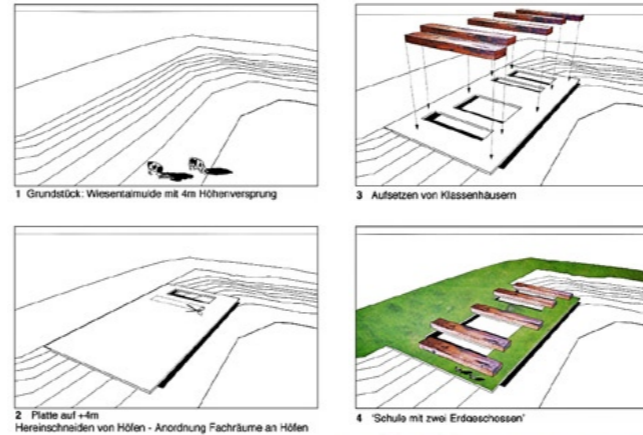 1 Grundstück: Wiesentalmulde mit 4m Höhenversprung
2 Platte auf +4m
Hereinschneiden von Höfen - Anordnung Fachräume an Höfen
3 Aufsetzen von Klassenhäusern
4 'Schule mit zwei Erdgeschossen'